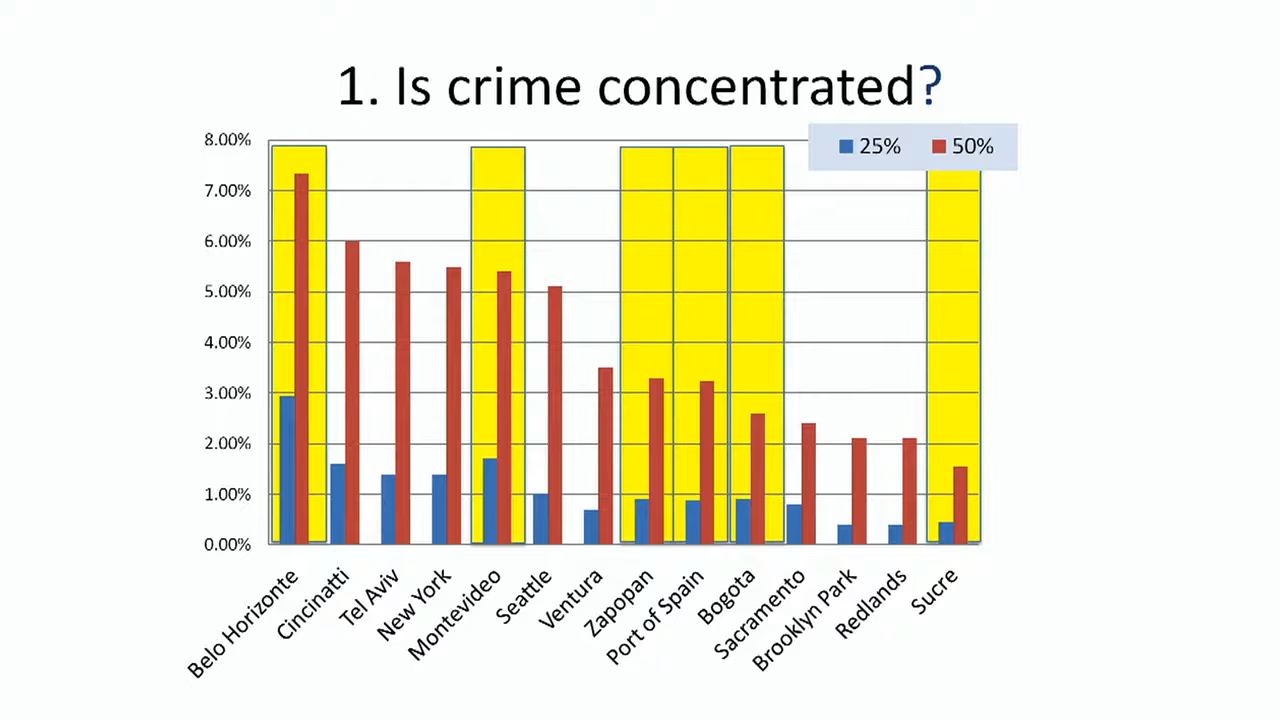 1. Is crime concentrated?
25% 50%
8.00%
7.00%
6.00%
5.00%
4.00%
3.00%
2.00%
1.00%
0.00%
Belo Horizonte
Cincinatti
Tel Aviv
New York
Montevideo
Seattle
Ventura
Zapopan
Port of Spain
Bogota
Sacramento
Brooklyn Park
Redlands
Sucre